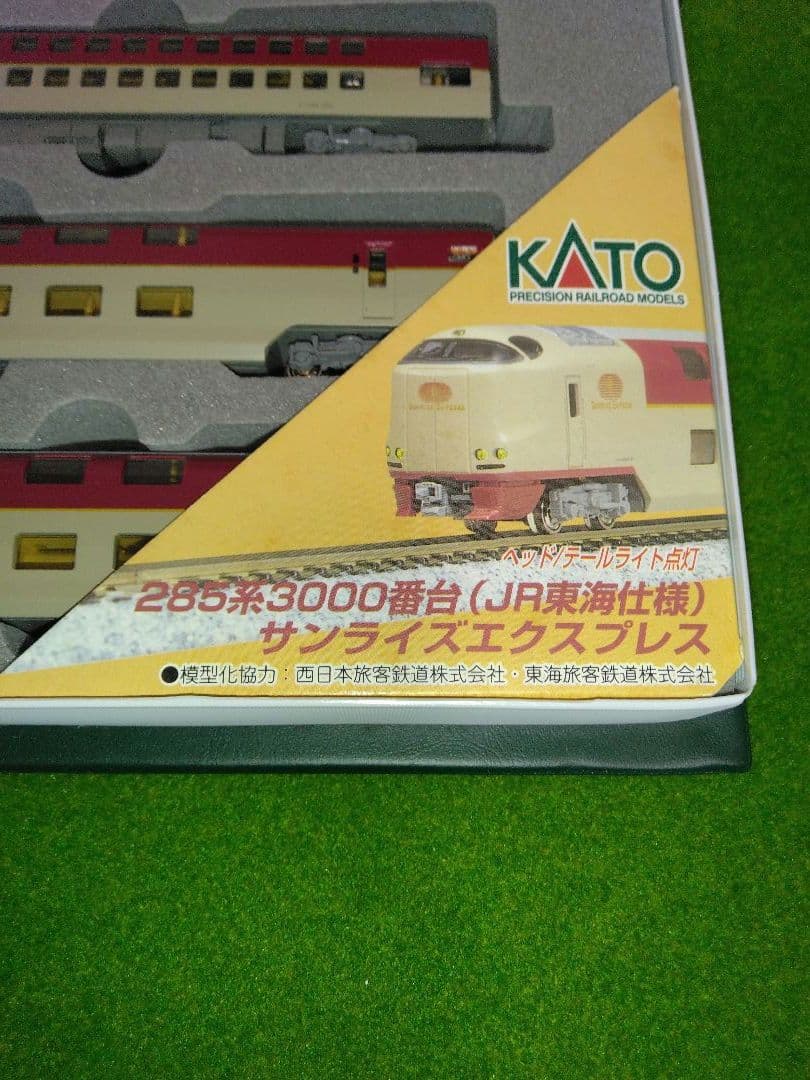 KATO
PRECISION RAILROAD MODELS
ヘッド/テールライト点灯
285系3000番台(JR東海仕様)
サンライズエクスプレス
●模型化協力：西日本旅客鉄道株式会社・東海旅客鉄道株式会社